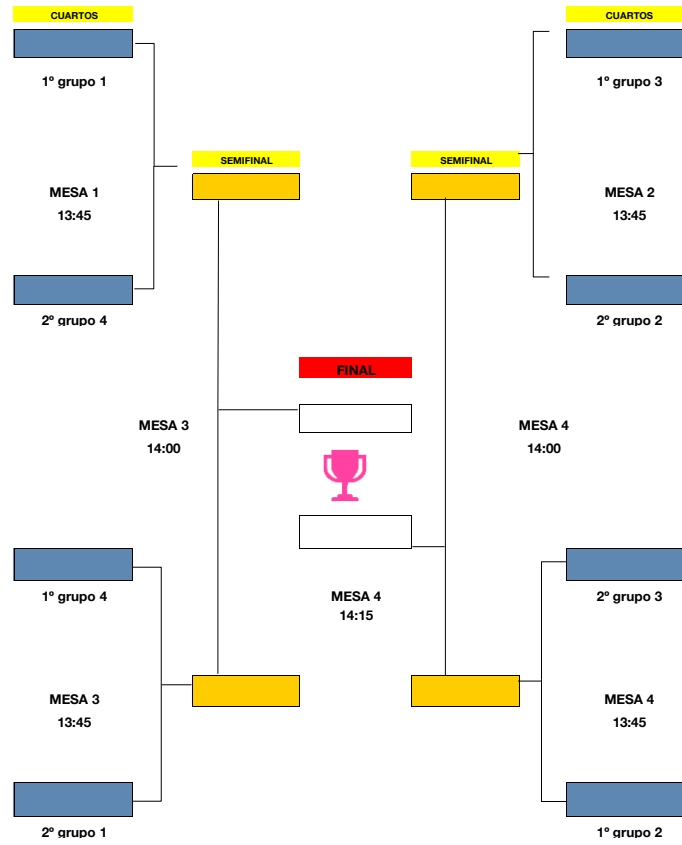 CUARTOS
CUARTOS
1º grupo 1
1º grupo 3
SEMIFINAL
SEMIFINAL
MESA 1
13:45
MESA 2
13:45
2º grupo 4
2º grupo 2
FINAL
MESA 3
14:00
MESA 4
14:00
1º grupo 4
2º grupo 3
MESA 4
14:15
MESA 3
13:45
MESA 4
13:45
2º grupo 1
1º grupo 2